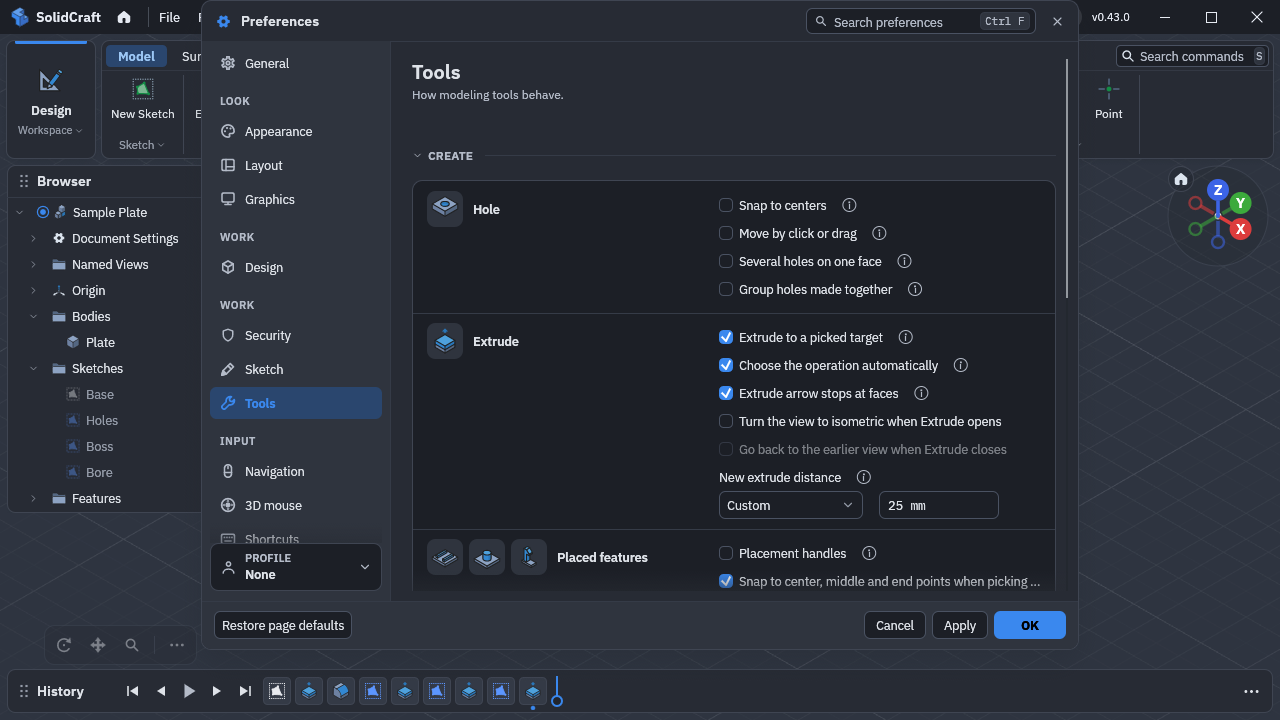 SolidCraft
File
Preferences
Search preferences
Ctrl F
v0.43.0
Model
Search commands
S
Design
Workspace
New Sketch
Sketch
Point
Browser
Sample Plate
Document Settings
Named Views
Origin
Bodies
Plate
Sketches
Base
Holes
Boss
Bore
Features
General
LOOK
Appearance
Layout
Graphics
WORK
Design
WORK
Security
Sketch
Tools
INPUT
Navigation
3D mouse
Shortcuts
PROFILE
None
Tools
How modeling tools behave.
CREATE
Hole
Snap to centers
Move by click or drag
Several holes on one face
Group holes made together
Extrude
Extrude to a picked target
Choose the operation automatically
Extrude arrow stops at faces
Turn the view to isometric when Extrude opens
Go back to the earlier view when Extrude closes
New extrude distance
Custom
25 mm
Placed features
Placement handles
Snap to center, middle and end points when picking ...
Restore page defaults
Cancel
Apply
OK
Z
Y
X
History